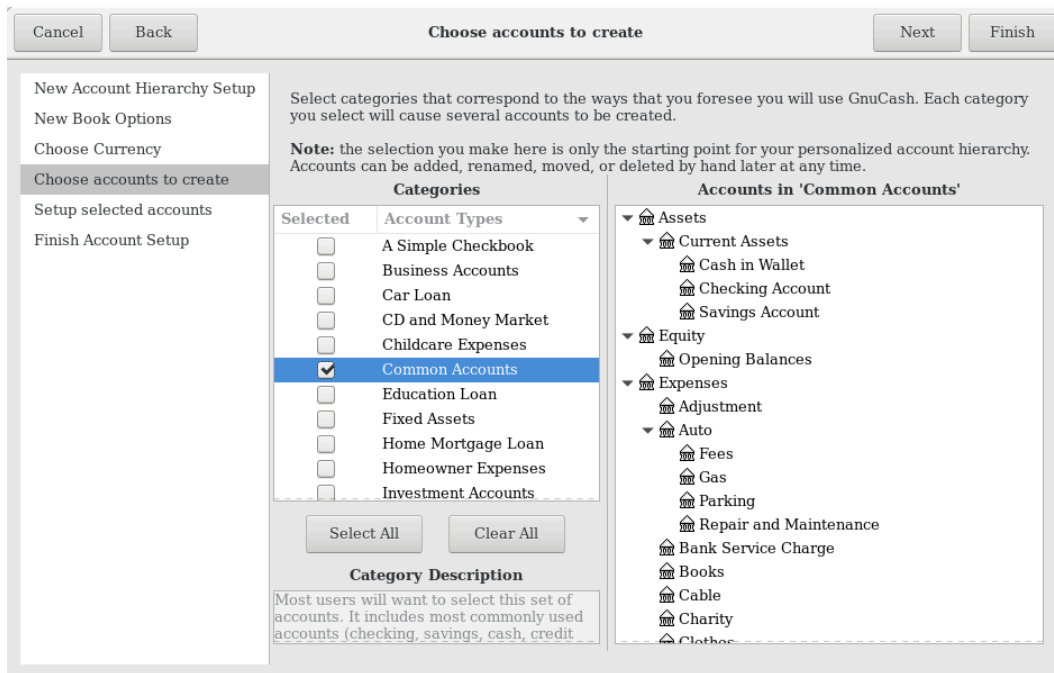 Cancel
Back
Choose accounts to create
Next
Finish
New Account Hierarchy Setup
New Book Options
Choose Currency
Choose accounts to create
Setup selected accounts
Finish Account Setup
Select categories that correspond to the ways that you foresee you will use GnuCash. Each category
you select will cause several accounts to be created.
Note: the selection you make here is only the starting point for your personalized account hierarchy.
Accounts can be added, renamed, moved, or deleted by hand later at any time.
Categories
Selected Account Types
A Simple Checkbook
Business Accounts
Car Loan
CD and Money Market
Childcare Expenses
Common Accounts
Education Loan
Fixed Assets
Home Mortgage Loan
Homeowner Expenses
Investment Accounts
Select All
Clear All
Category Description
Most users will want to select this set of
accounts. It includes most commonly used
accounts (checking, savings, cash, credit
Accounts in 'Common Accounts'
Assets
Current Assets
Cash in Wallet
Checking Account
Savings Account
Equity
Opening Balances
Expenses
Adjustment
Auto
Fees
Gas
Parking
Repair and Maintenance
Bank Service Charge
Books
Cable
Charity
Clothes